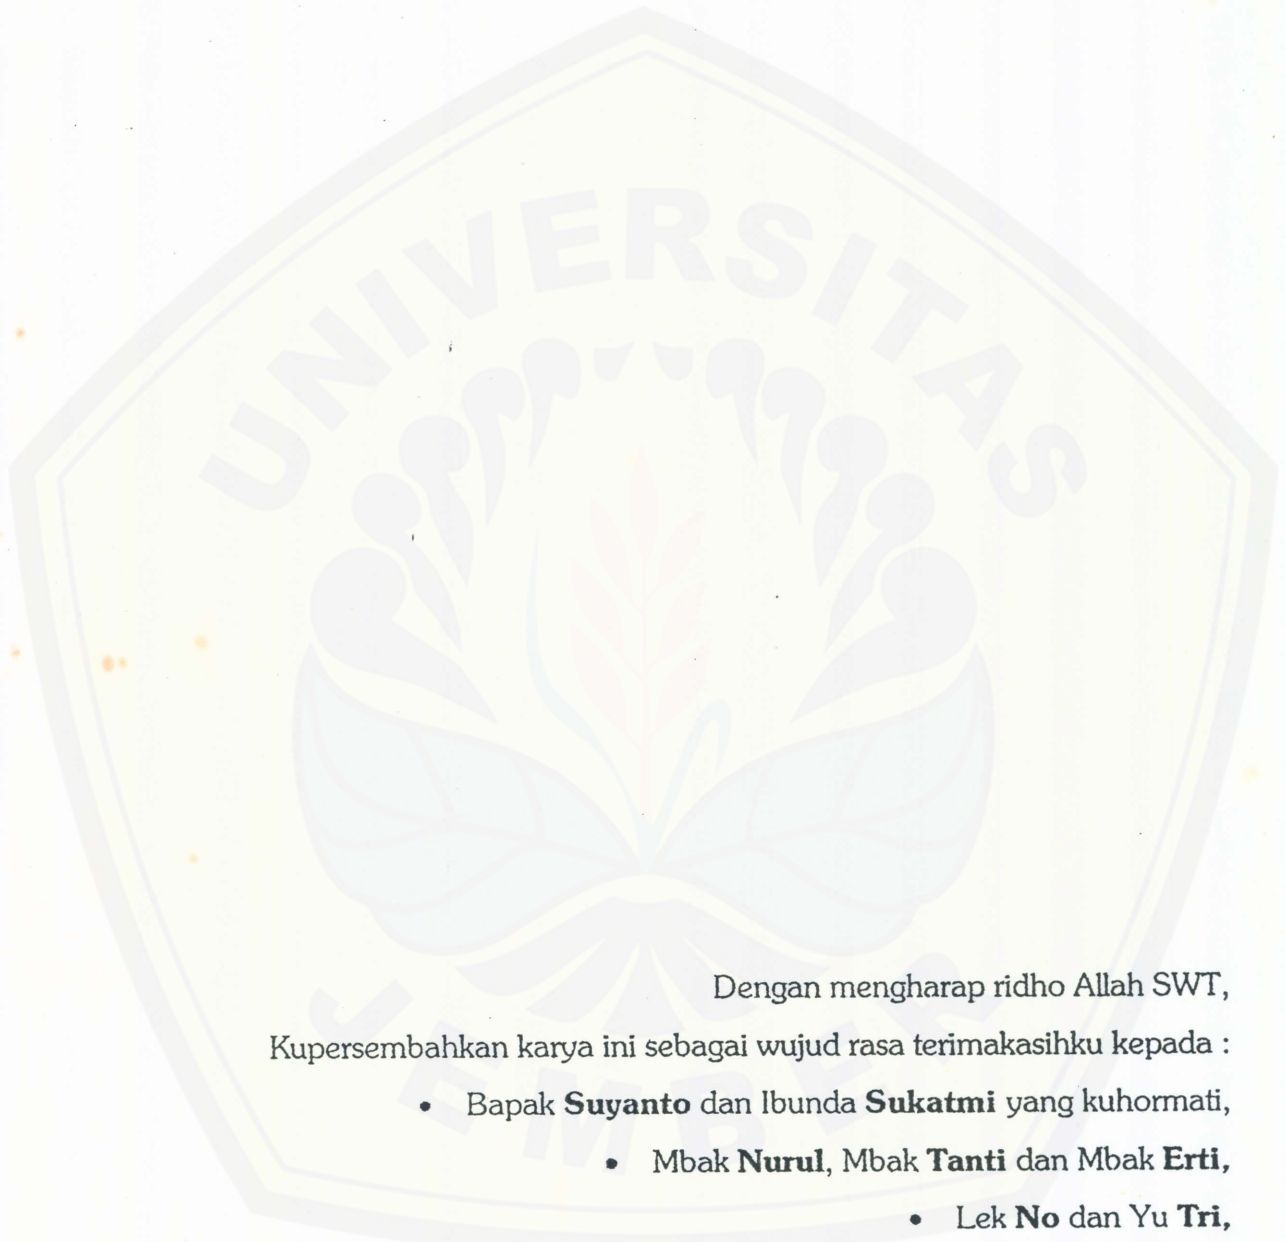 UNIVERSITAS
Dengan mengharap ridho Allah SWT,
Kupersembahkan karya ini sebagai wujud rasa terimakasihku kepada :
• Bapak Suyanto dan Ibunda Sukatmi yang kuhormati,
• Mbak Nurul, Mbak Tanti dan Mbak Erti,
• Lek No dan Yu Tri,
JEMBER